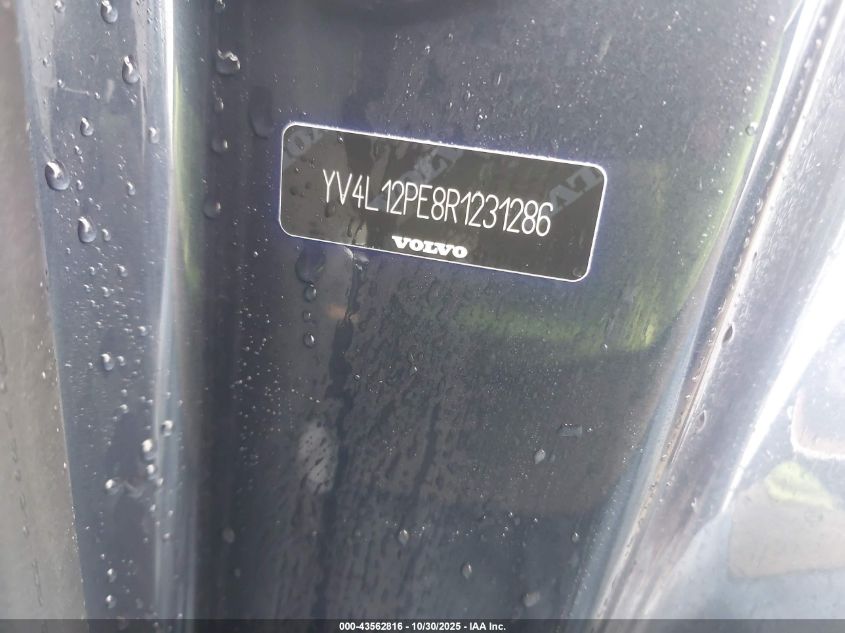 YV4L12PE8R1231286
VOLVO
000-43562816 - 10/30/2025 - IAA Inc.